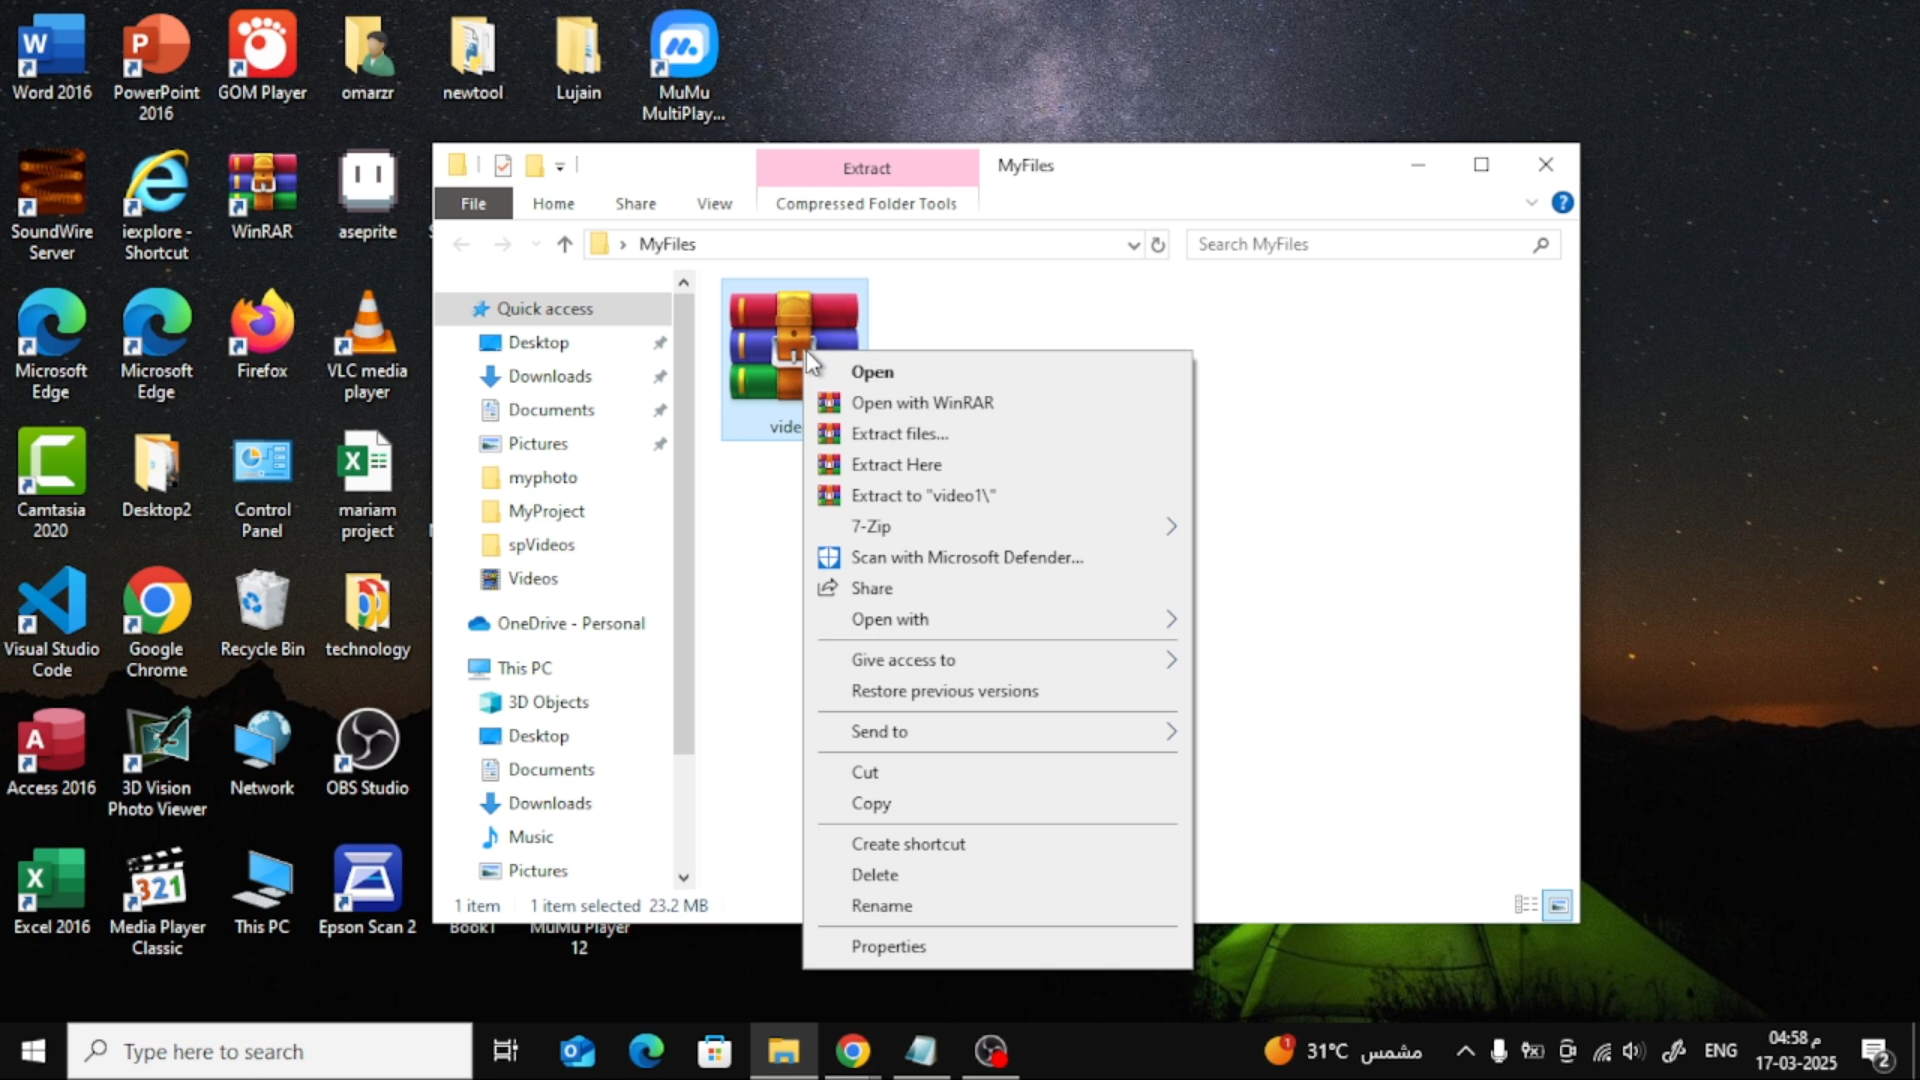 Word 2016
PowerPoint
2016
GOM Player
omarzr
newtool
Lujain
MuMu
MultiPlay...
SoundWire
Server
iexplore -
Shortcut
WinRAR
aseprite
Microsoft
Edge
Microsoft
Edge
Firefox
VLC media
player
Camtasia
2020
Desktop2
Control
Panel
mariam
project
Visual Studio
Code
Google
Chrome
Recycle Bin
technology
Access 2016
3D Vision
Photo Viewer
Network
OBS Studio
Excel 2016
321
Media Player
Classic
This PC
Epson Scan 2
Book1
MuMu Player
12
Extract
MyFiles
File
Home
Share
View
Compressed Folder Tools
MyFiles
Search MyFiles
Quick access
Desktop
Downloads
Documents
Pictures
myphoto
MyProject
spVideos
Videos
OneDrive - Personal
This PC
3D Objects
Desktop
Documents
Downloads
Music
Pictures
1 item
1 item selected 23.2 MB
Open
Open with WinRAR
Extract files...
Extract Here
Extract to "video1\"
7-Zip
Scan with Microsoft Defender...
Share
Open with
Give access to
Restore previous versions
Send to
Cut
Copy
Create shortcut
Delete
Rename
Properties
Type here to search
1
31°C مشمس
ENG
04:58 م
17-03-2025
2